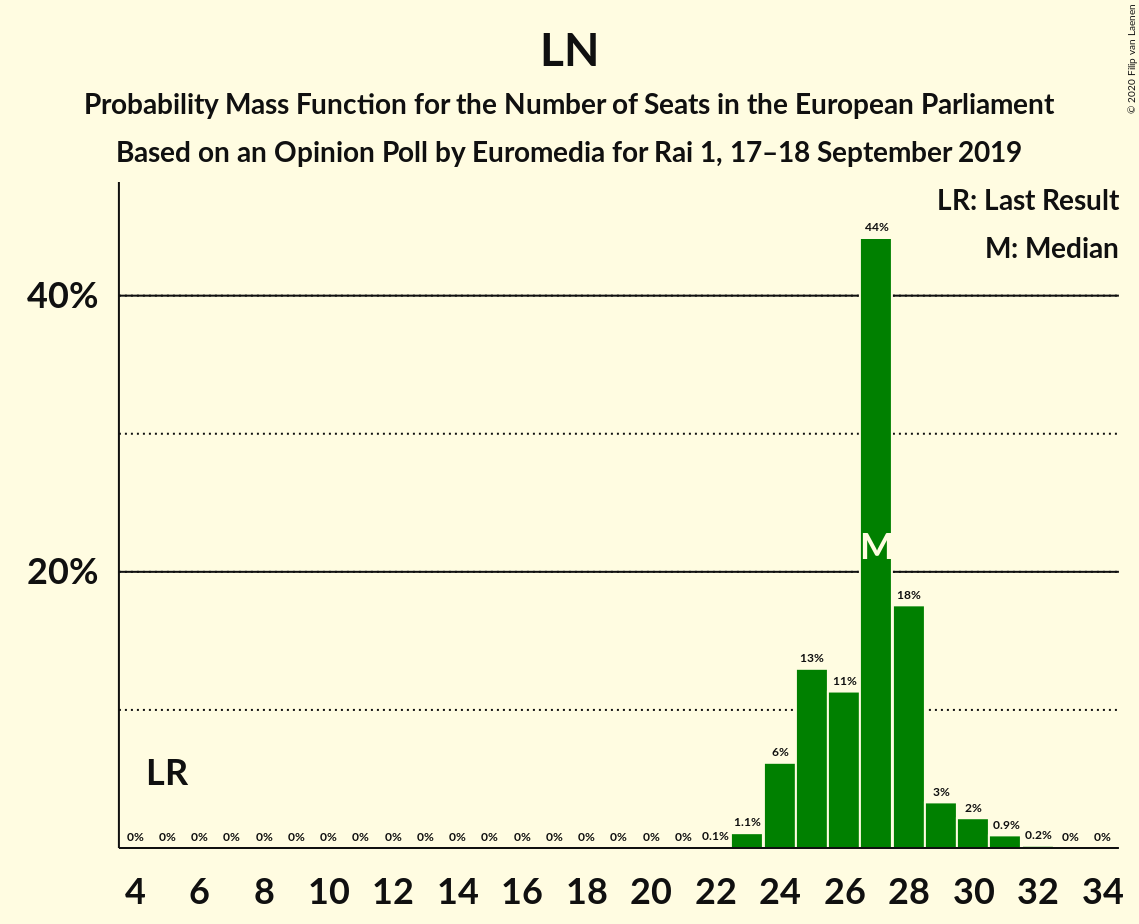 LN
Probability Mass Function for the Number of Seats in the European Parliament
Based on an Opinion Poll by Euromedia for Rai 1, 17–18 September 2019
© 2020 Filip van Laenen
LR: Last Result
M: Median
40%
20%
LR
M
0% 0% 0% 0% 0% 0% 0% 0% 0% 0% 0% 0% 0% 0% 0% 0% 0% 0% 0.1% 1.1% 6% 13% 11% 44% 18% 3% 2% 0.9% 0.2% 0% 0%
4 6 8 10 12 14 16 18 20 22 24 26 28 30 32 34